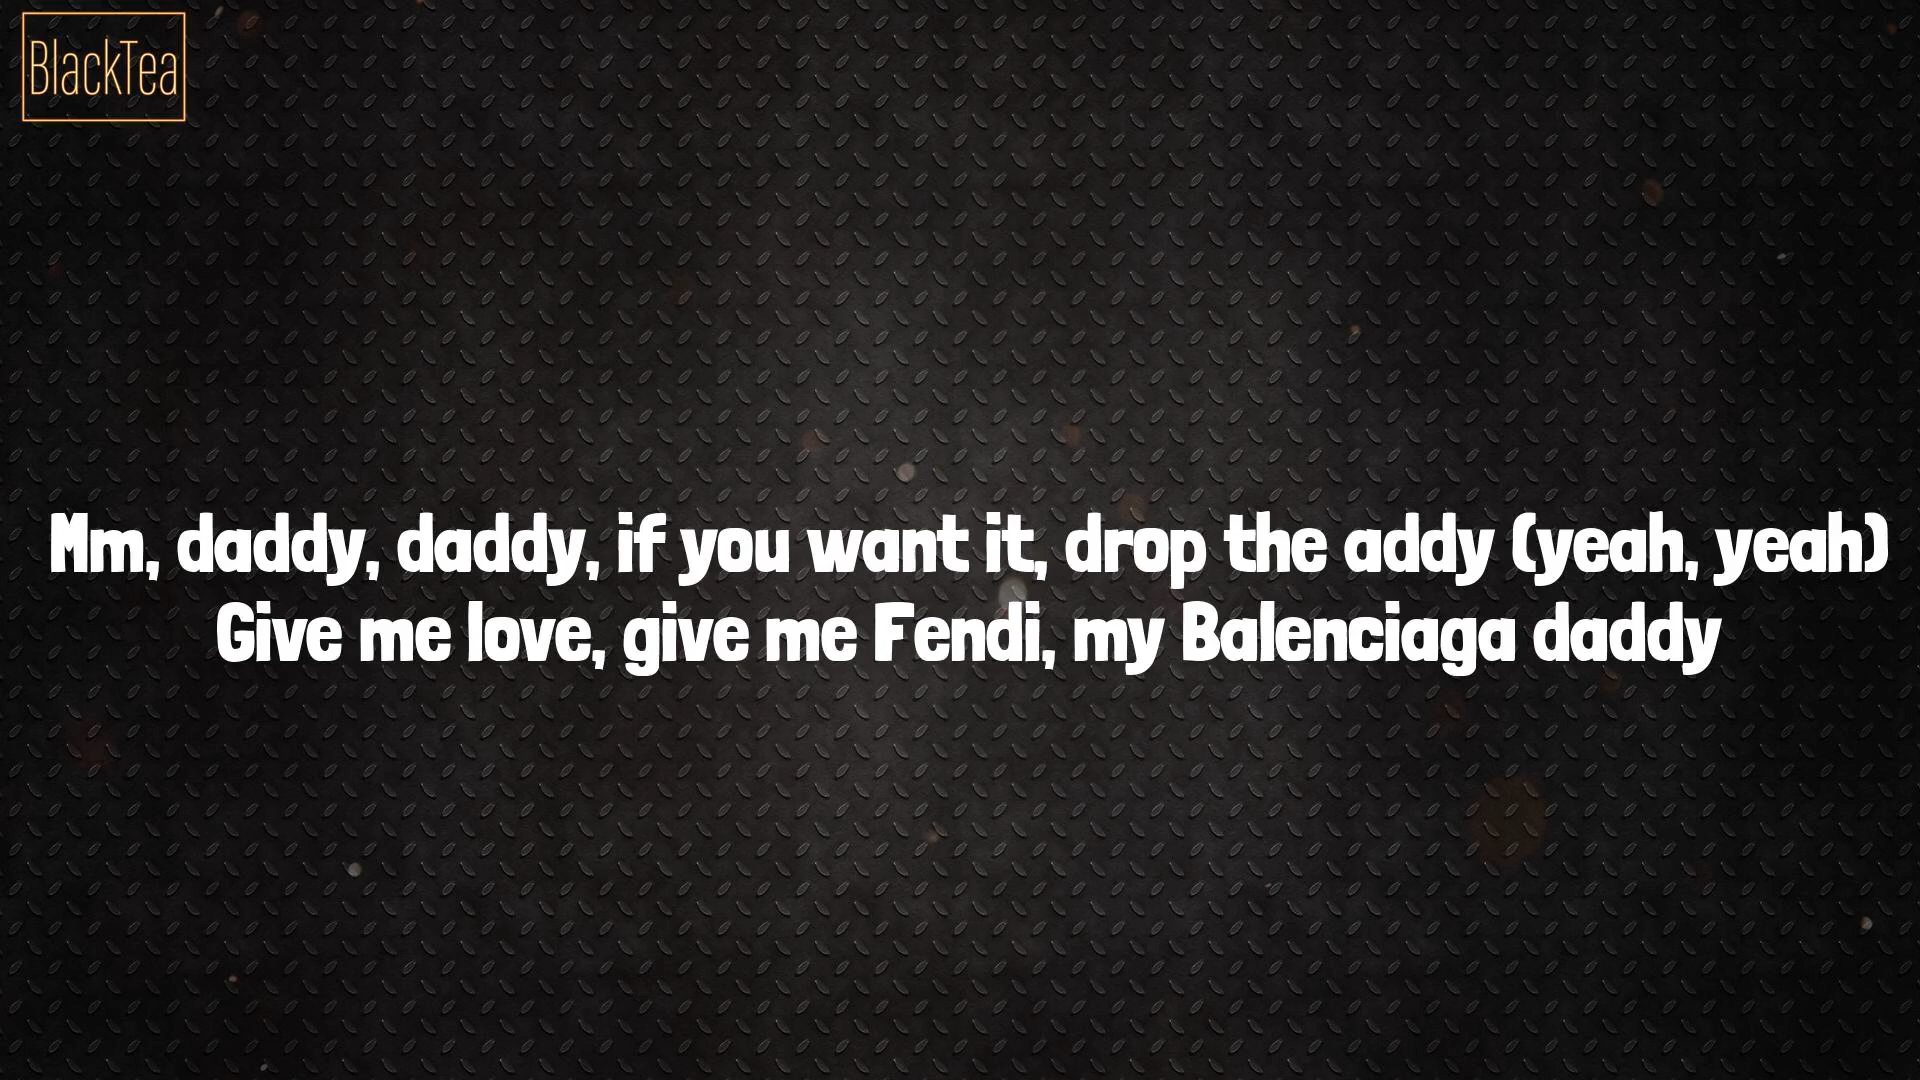 BlackTea
Mm, daddy, daddy, if you want it, drop the addy (yeah, yeah)
Give me love, give me Fendi, my Balenciaga daddy